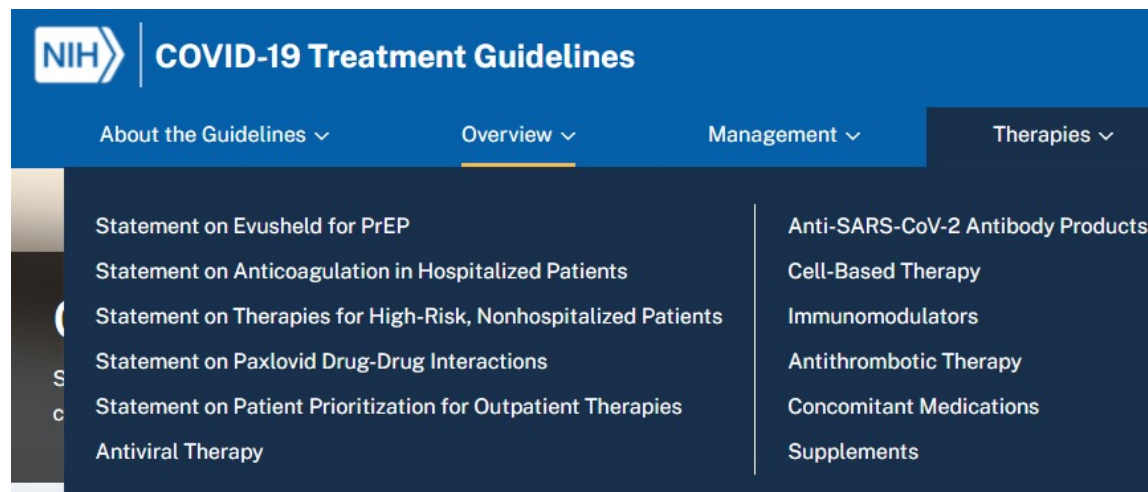 NIH
COVID-19 Treatment Guidelines
About the Guidelines
Overview
Management
Therapies
Statement on Evusheld for PrEP
Statement on Anticoagulation in Hospitalized Patients
Statement on Therapies for High-Risk, Nonhospitalized Patients
Statement on Paxlovid Drug-Drug Interactions
Statement on Patient Prioritization for Outpatient Therapies
Antiviral Therapy
Anti-SARS-CoV-2 Antibody Products
Cell-Based Therapy
Immunomodulators
Antithrombotic Therapy
Concomitant Medications
Supplements